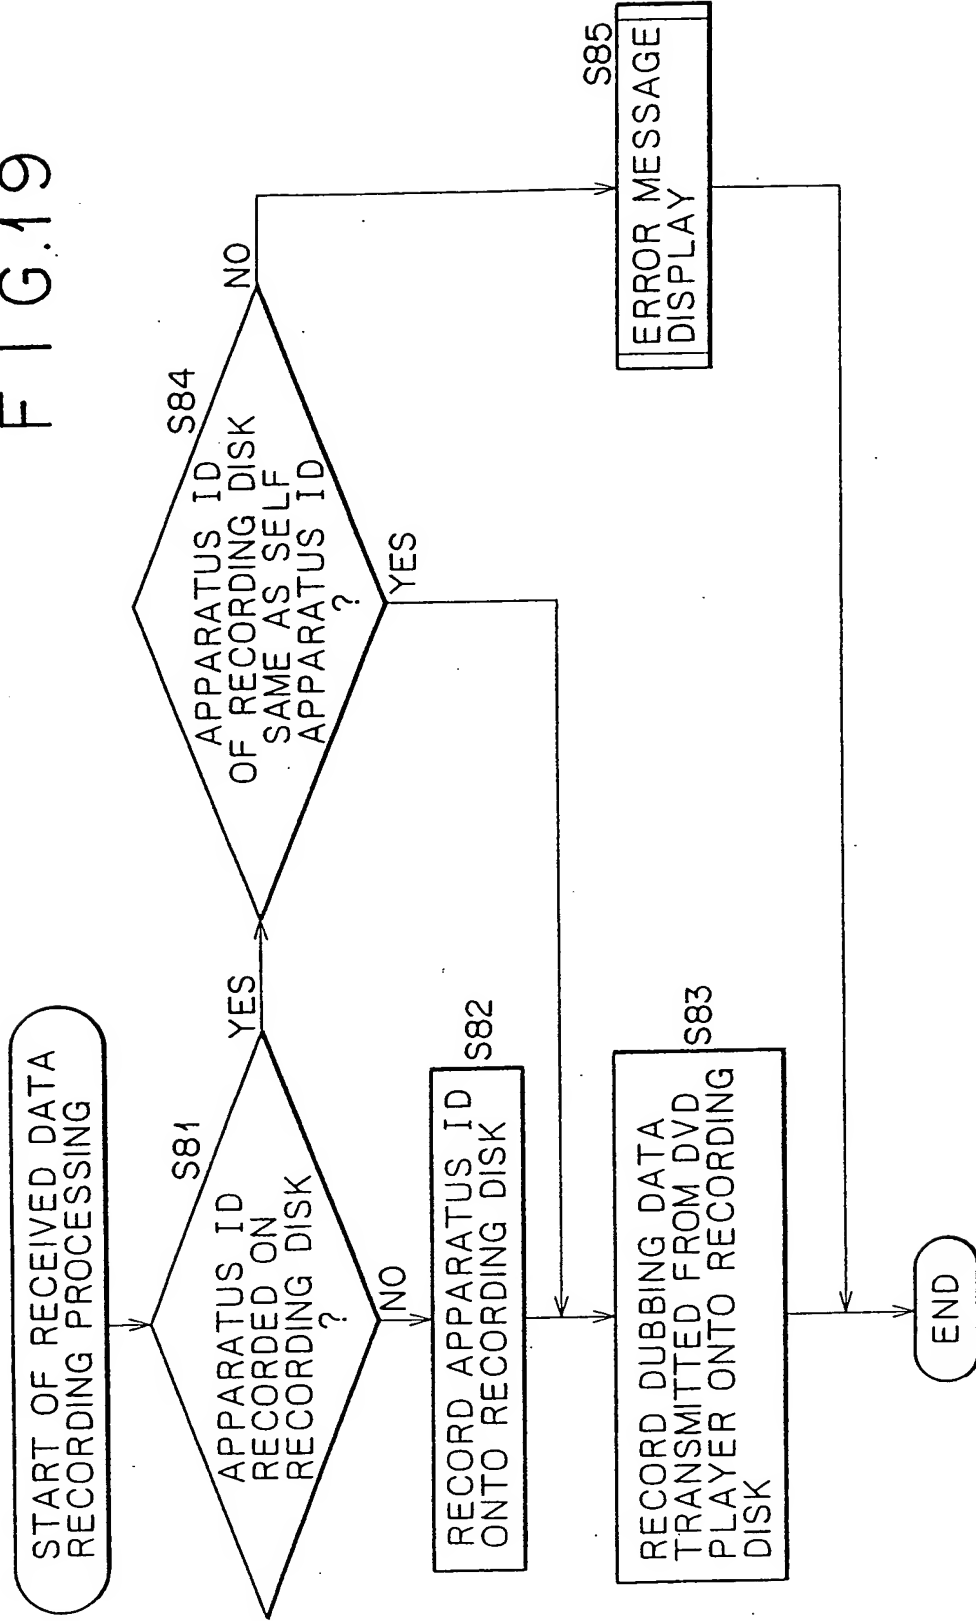 FIG.19
START OF RECEIVED DATA
RECORDING PROCESSING
S81
APPARATUS ID
RECORDED ON
RECORDING DISK
?
YES
NO
S84
APPARATUS ID
OF RECORDING DISK
SAME AS SELF
APPARATUS ID
?
NO
YES
S82
RECORD APPARATUS ID
ONTO RECORDING DISK
S85
ERROR MESSAGE
DISPLAY
S83
RECORD DUBBING DATA
TRANSMITTED FROM DVD
PLAYER ONTO RECORDING
DISK
END